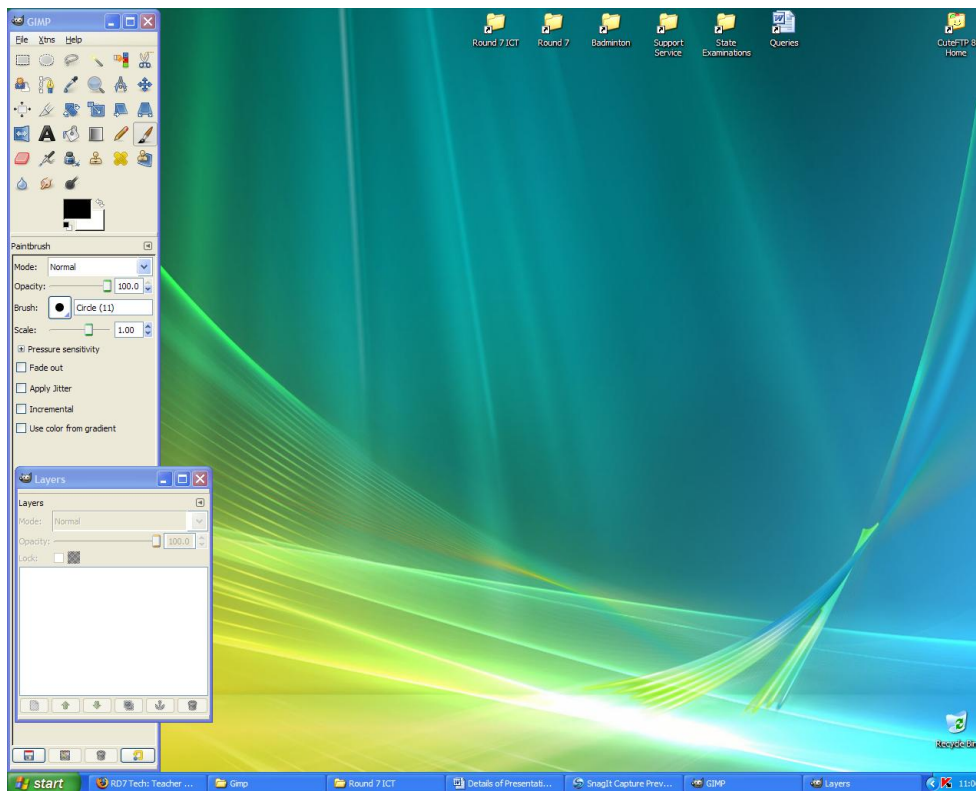 GIMP
File Xtns Help
Paintbrush
Mode: Normal
Opacity: 100.0
Brush: Circle (11)
Scale: 1.00
Pressure sensitivity
Fade out
Apply Jitter
Incremental
Use color from gradient
Layers
Layers
Mode: Normal
Opacity: 100.0
Lock:
Round 7 ICT
Round 7
Badminton
Support
Service
State
Examinations
Queries
CuteFTP 8
Home
Recycle Bin
start
RD7 Tech: Teacher ...
Gimp
Round 7 ICT
Details of Presentati...
SnagIt Capture Prev...
GIMP
Layers